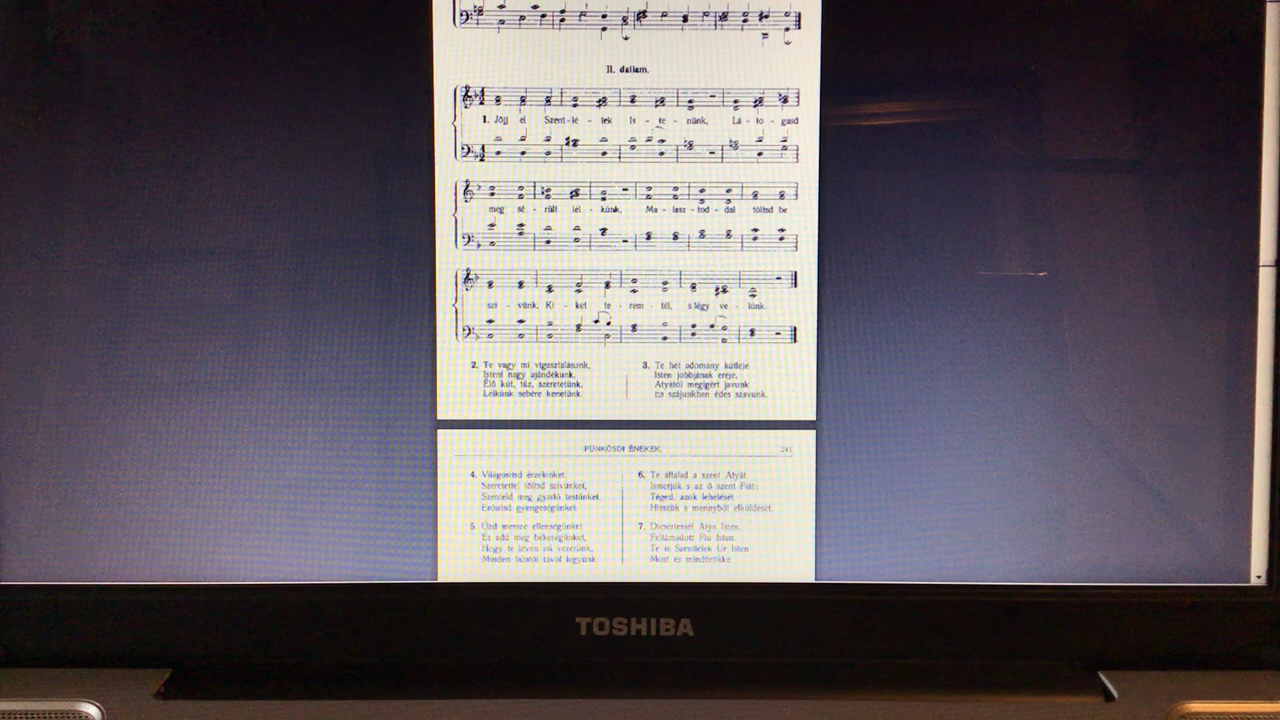 II. dallam.
1. Jöjj el Szent-lé - lek Is - te - nünk, Lá - to - gasd
meg sé - rült lel - künk, Ma - lasz - tod - dal töltsd be
szí - vünk. Ki - ket te - rem - tél, s légy ve - lünk.
2. Te vagy mi vigasztalásunk,
Isteni nagy ajándékunk,
Élő kút, tűz, szeretetünk,
Lelkünk sebére kenetünk.
3. Te hét adomány kútfeje
Isten jobbjának ereje,
Atyától megígért javunk
És szájunkban édes szavunk.
PÜNKÖSDI ÉNEKEK.
241
4. Világosítsd érzékinket,
Szeretettel töltsd szívünket,
Szenteld meg gyarló testünket,
Erősítsd gyengeségünket.
5 Űzd messze ellenségünket
És add meg békeségünket,
Hogy te lévén mi vezérünk,
Minden bűntől távol legyünk.
6. Te általad a szent Atyát
Ismerjük s az ő szent Fiát:
Téged, azok lehelését
Hisszük s mennyből elküldését.
7. Dicsértessél Atya Isten,
Feltámadott Fiú Isten,
Te is Szentlélek Úr Isten
Most és mindörökké
TOSHIBA